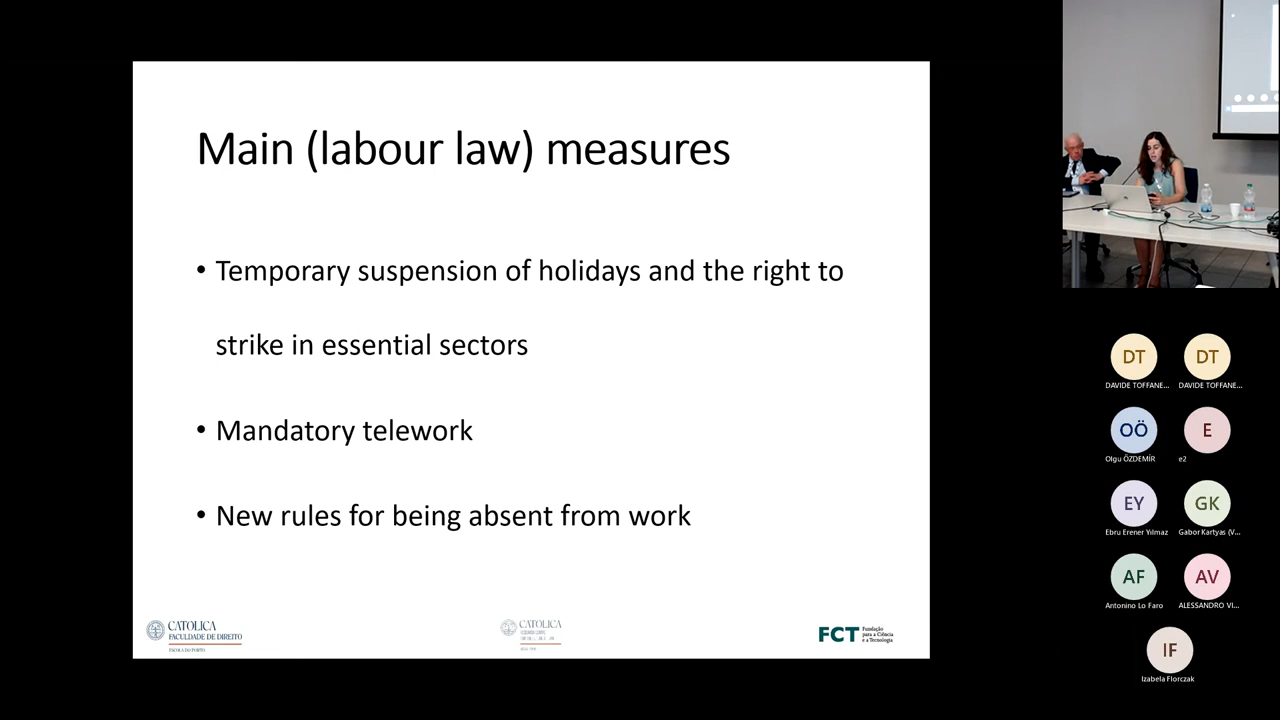 Main (labour law) measures
• Temporary suspension of holidays and the right to
strike in essential sectors
• Mandatory telework
• New rules for being absent from work
CATOLICA
FACULDADE DE DIREITO
ESCOLA DO PORTO
CATOLICA
FCT Fundação
para a Ciência
e a Tecnologia
DT
DT
DAVIDE TOFFANE...
DAVIDE TOFFANE...
OÖ
E
Olgu ÖZDEMİR
e2
EY
GK
Ebru Erener Yılmaz
Gabor Kartyas (V...
AF
AV
Antonino Lo Faro
ALESSANDRO VI...
IF
Izabela Florczak